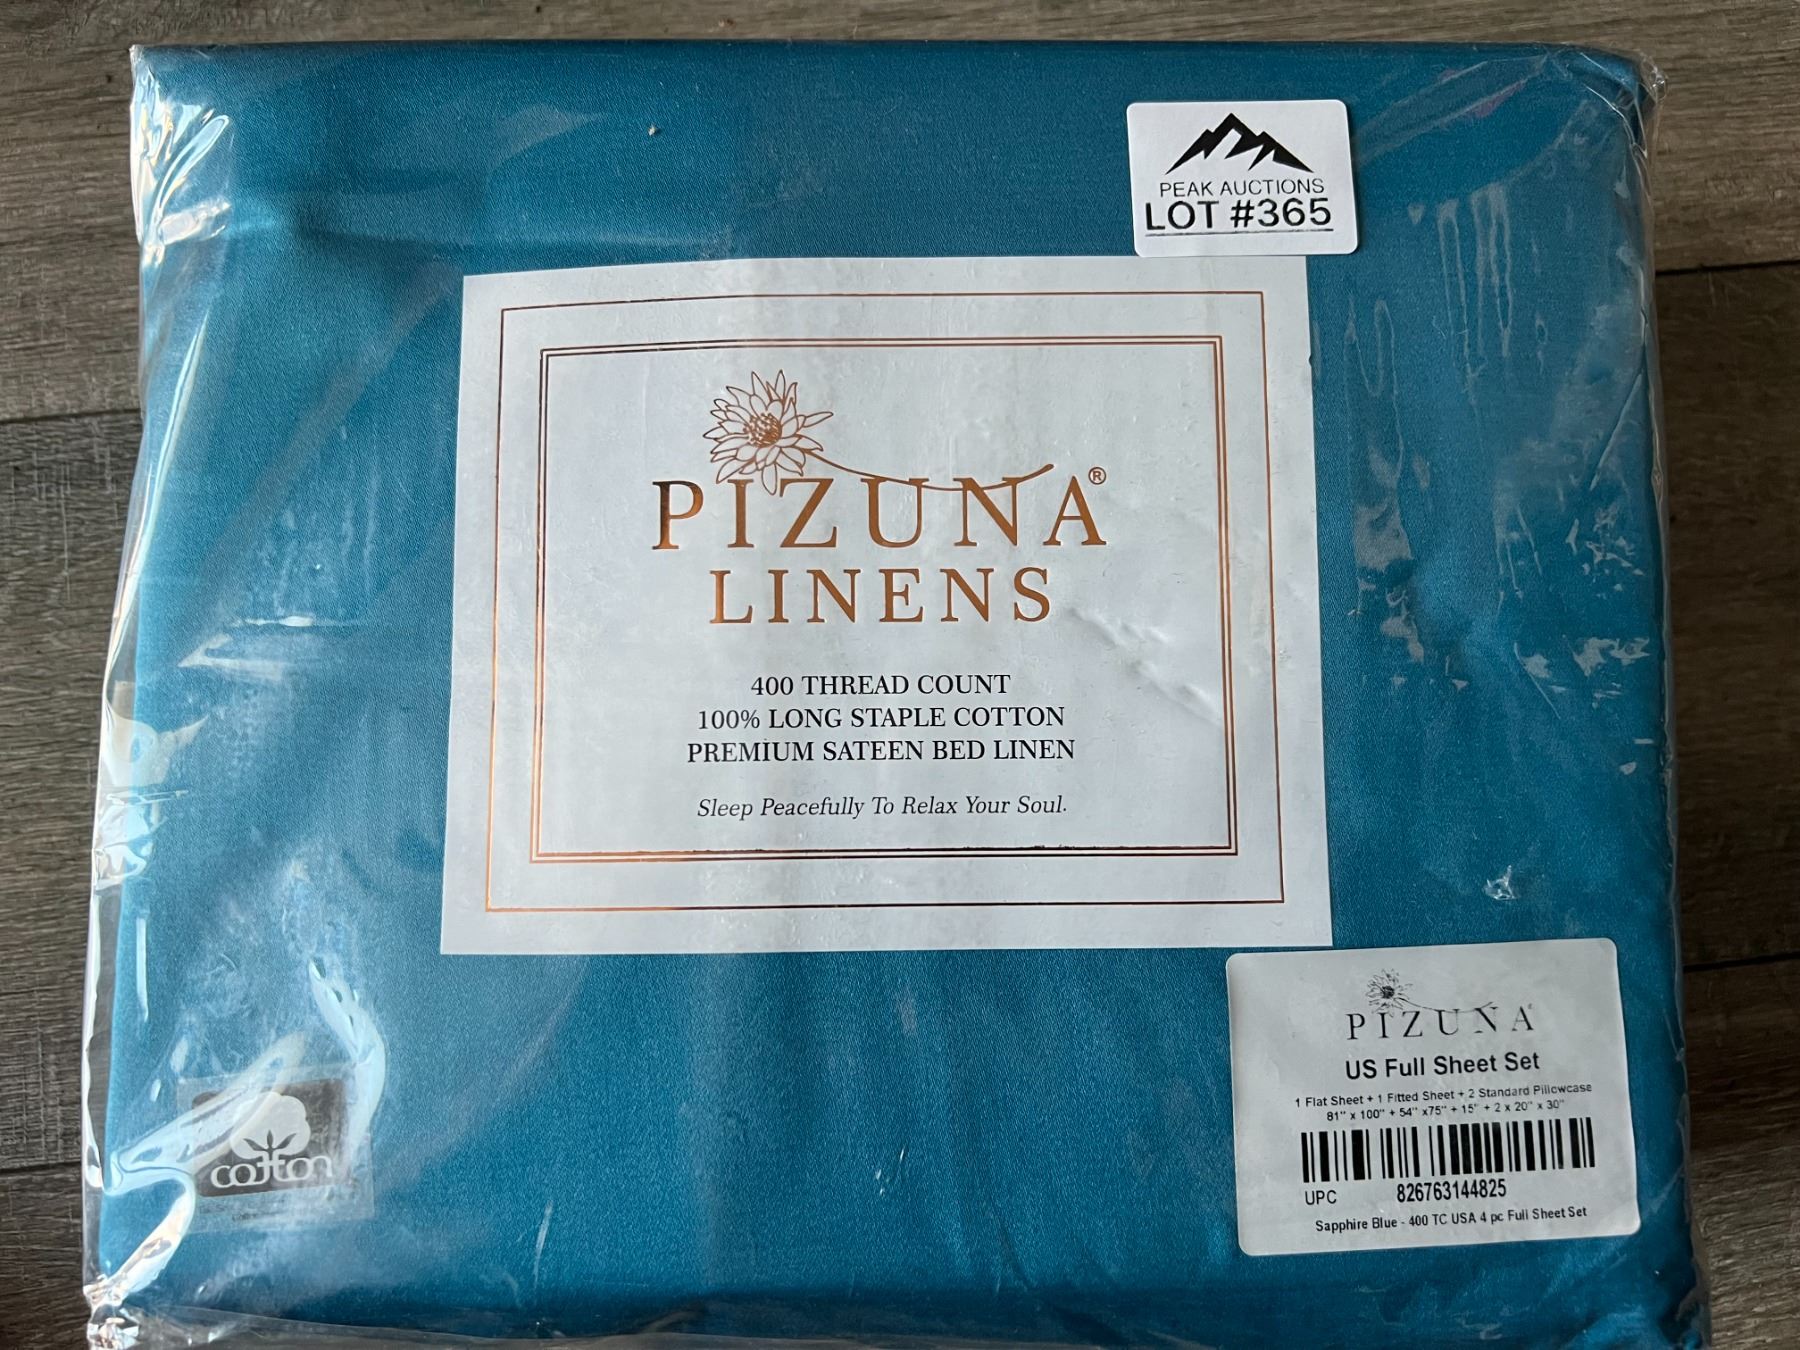 PEAK AUCTIONS
LOT #365
PIZUNA®
LINENS
400 THREAD COUNT
100% LONG STAPLE COTTON
PREMIUM SATEEN BED LINEN
Sleep Peacefully To Relax Your Soul.
PIZUNA
US Full Sheet Set
1 Flat Sheet + 1 Fitted Sheet + 2 Standard Pillowcase
81" x 100" + 54" x75" + 15" + 2 x 20" x 30"
UPC 826763144825
Sapphire Blue - 400 TC USA 4 pc Full Sheet Set
cotton